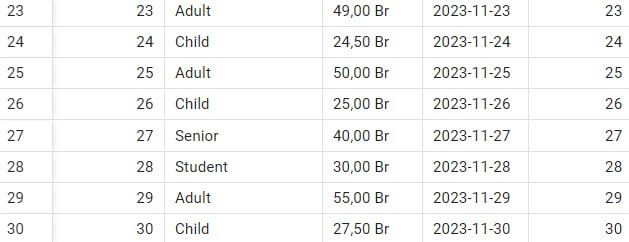 23 23 Adult 49,00 Br 2023-11-23 23
24 24 Child 24,50 Br 2023-11-24 24
25 25 Adult 50,00 Br 2023-11-25 25
26 26 Child 25,00 Br 2023-11-26 26
27 27 Senior 40,00 Br 2023-11-27 27
28 28 Student 30,00 Br 2023-11-28 28
29 29 Adult 55,00 Br 2023-11-29 29
30 30 Child 27,50 Br 2023-11-30 30